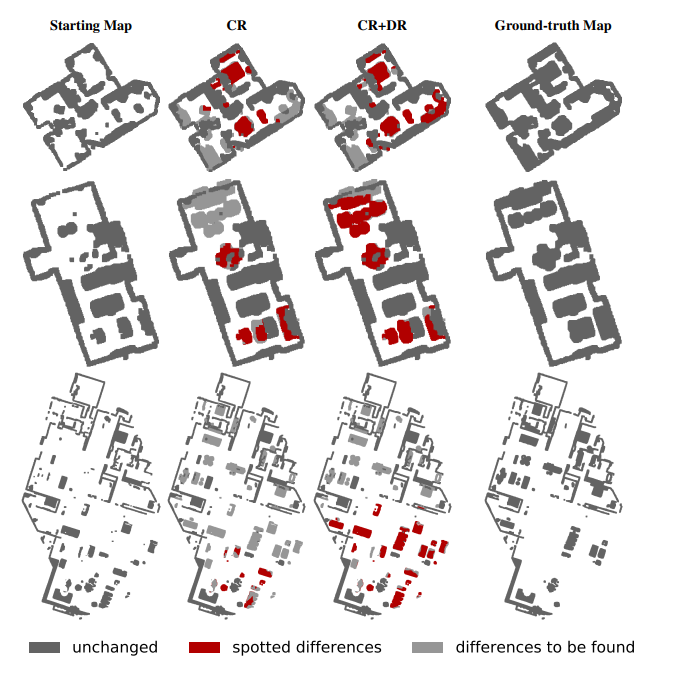 Starting Map CR CR+DR Ground-truth Map
unchanged spotted differences differences to be found